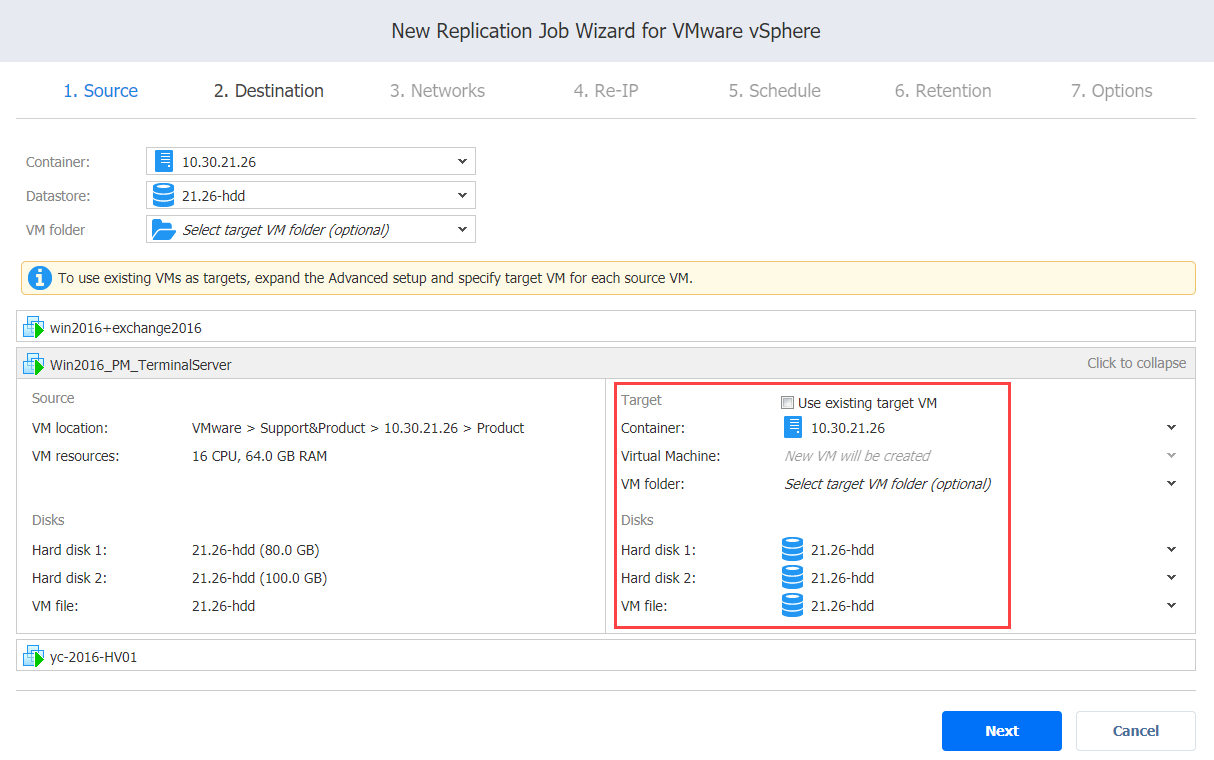 New Replication Job Wizard for VMware vSphere
1. Source 2. Destination 3. Networks 4. Re-IP 5. Schedule 6. Retention 7. Options
Container: 10.30.21.26
Datastore: 21.26-hdd
VM folder Select target VM folder (optional)
To use existing VMs as targets, expand the Advanced setup and specify target VM for each source VM.
win2016+exchange2016
Win2016_PM_TerminalServer Click to collapse
Source
VM location: VMware > Support&Product > 10.30.21.26 > Product
VM resources: 16 CPU, 64.0 GB RAM
Disks
Hard disk 1: 21.26-hdd (80.0 GB)
Hard disk 2: 21.26-hdd (100.0 GB)
VM file: 21.26-hdd
Target Use existing target VM
Container: 10.30.21.26
Virtual Machine: New VM will be created
VM folder: Select target VM folder (optional)
Disks
Hard disk 1: 21.26-hdd
Hard disk 2: 21.26-hdd
VM file: 21.26-hdd
yc-2016-HV01
Next Cancel